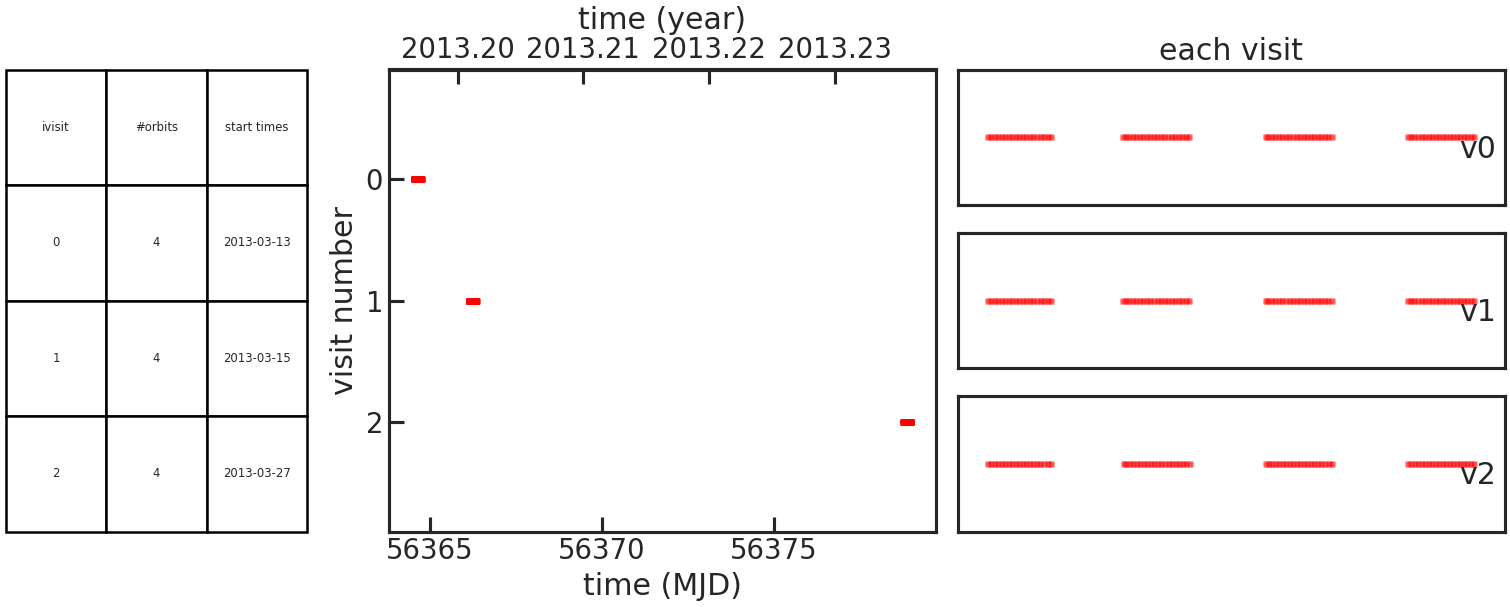 ivisit #orbits start times
0 4 2013-03-13
1 4 2013-03-15
2 4 2013-03-27
time (year)
2013.20 2013.21 2013.22 2013.23
visit number
0
1
2
56365 56370 56375
time (MJD)
each visit
v0
v1
v2